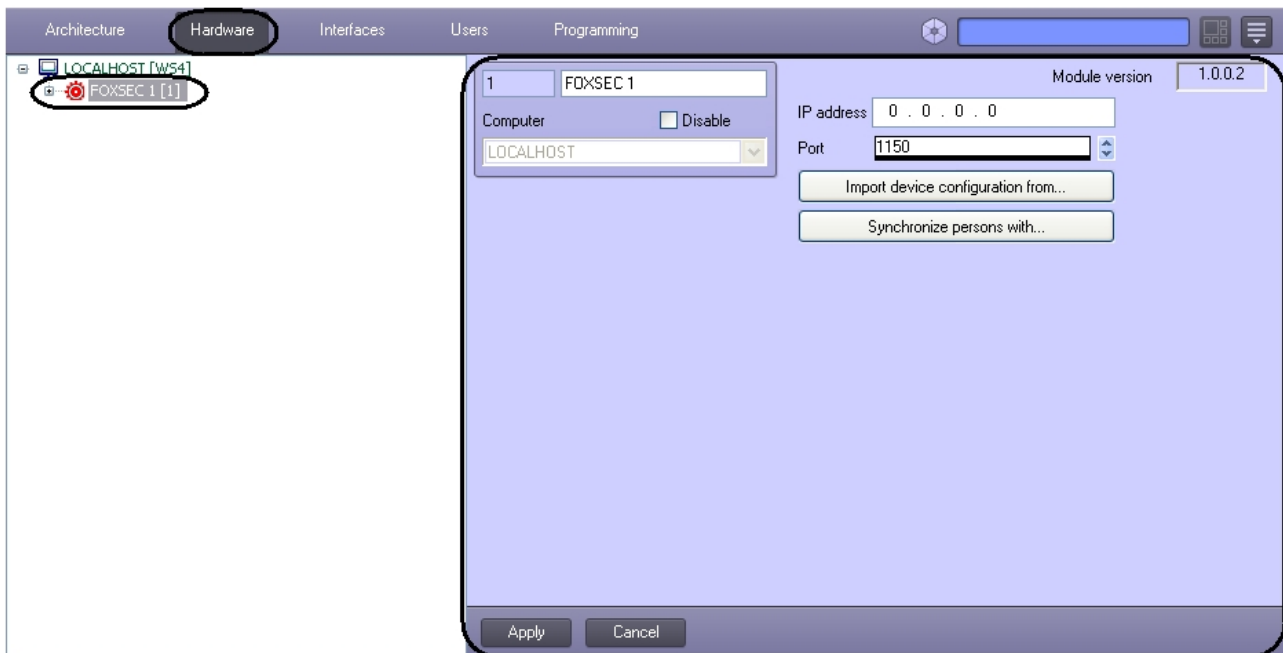 Architecture Hardware Interfaces Users Programming
LOCALHOST [WS4]
FOXSEC 1 [1]
1 FOXSEC 1
Computer Disable
LOCALHOST
Module version 1.0.0.2
IP address 0 . 0 . 0 . 0
Port 1150
Import device configuration from...
Synchronize persons with...
Apply Cancel